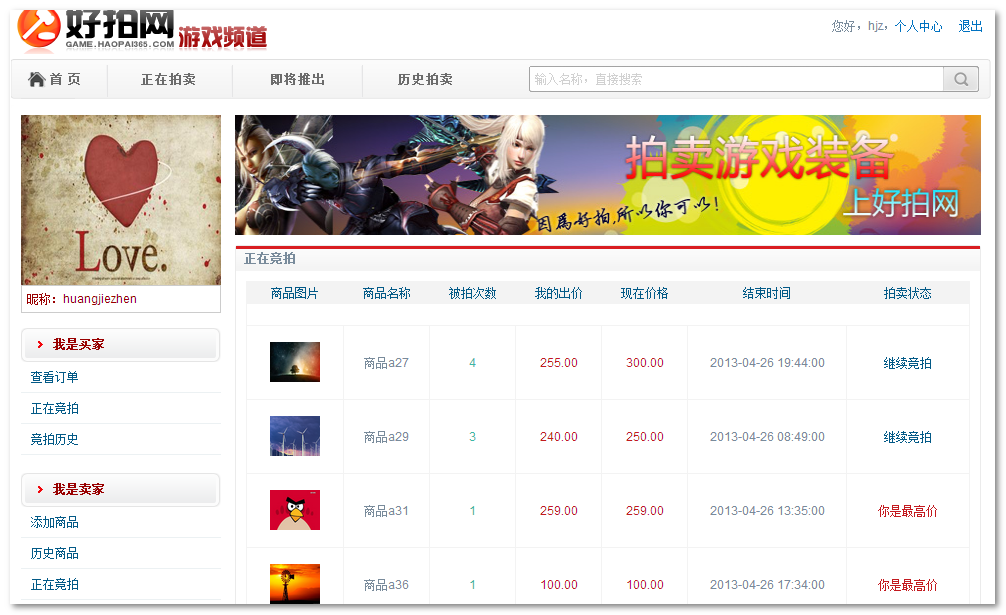 好拍网 游戏频道
GAME.HAOPAI365.COM
您好，hjz，个人中心 退出
首 页 正在拍卖 即将推出 历史拍卖 输入名称，直接搜索
拍卖游戏装备
上好拍网
因為好拍,所以你可以!
Love.
昵称：huangjiezhen
我是买家
查看订单
正在竞拍
竞拍历史
我是卖家
添加商品
历史商品
正在竞拍
正在竞拍
商品图片 商品名称 被拍次数 我的出价 现在价格 结束时间 拍卖状态
商品a27 4 255.00 300.00 2013-04-26 19:44:00 继续竞拍
商品a29 3 240.00 250.00 2013-04-26 08:49:00 继续竞拍
商品a31 1 259.00 259.00 2013-04-26 13:35:00 你是最高价
商品a36 1 100.00 100.00 2013-04-26 17:34:00 你是最高价